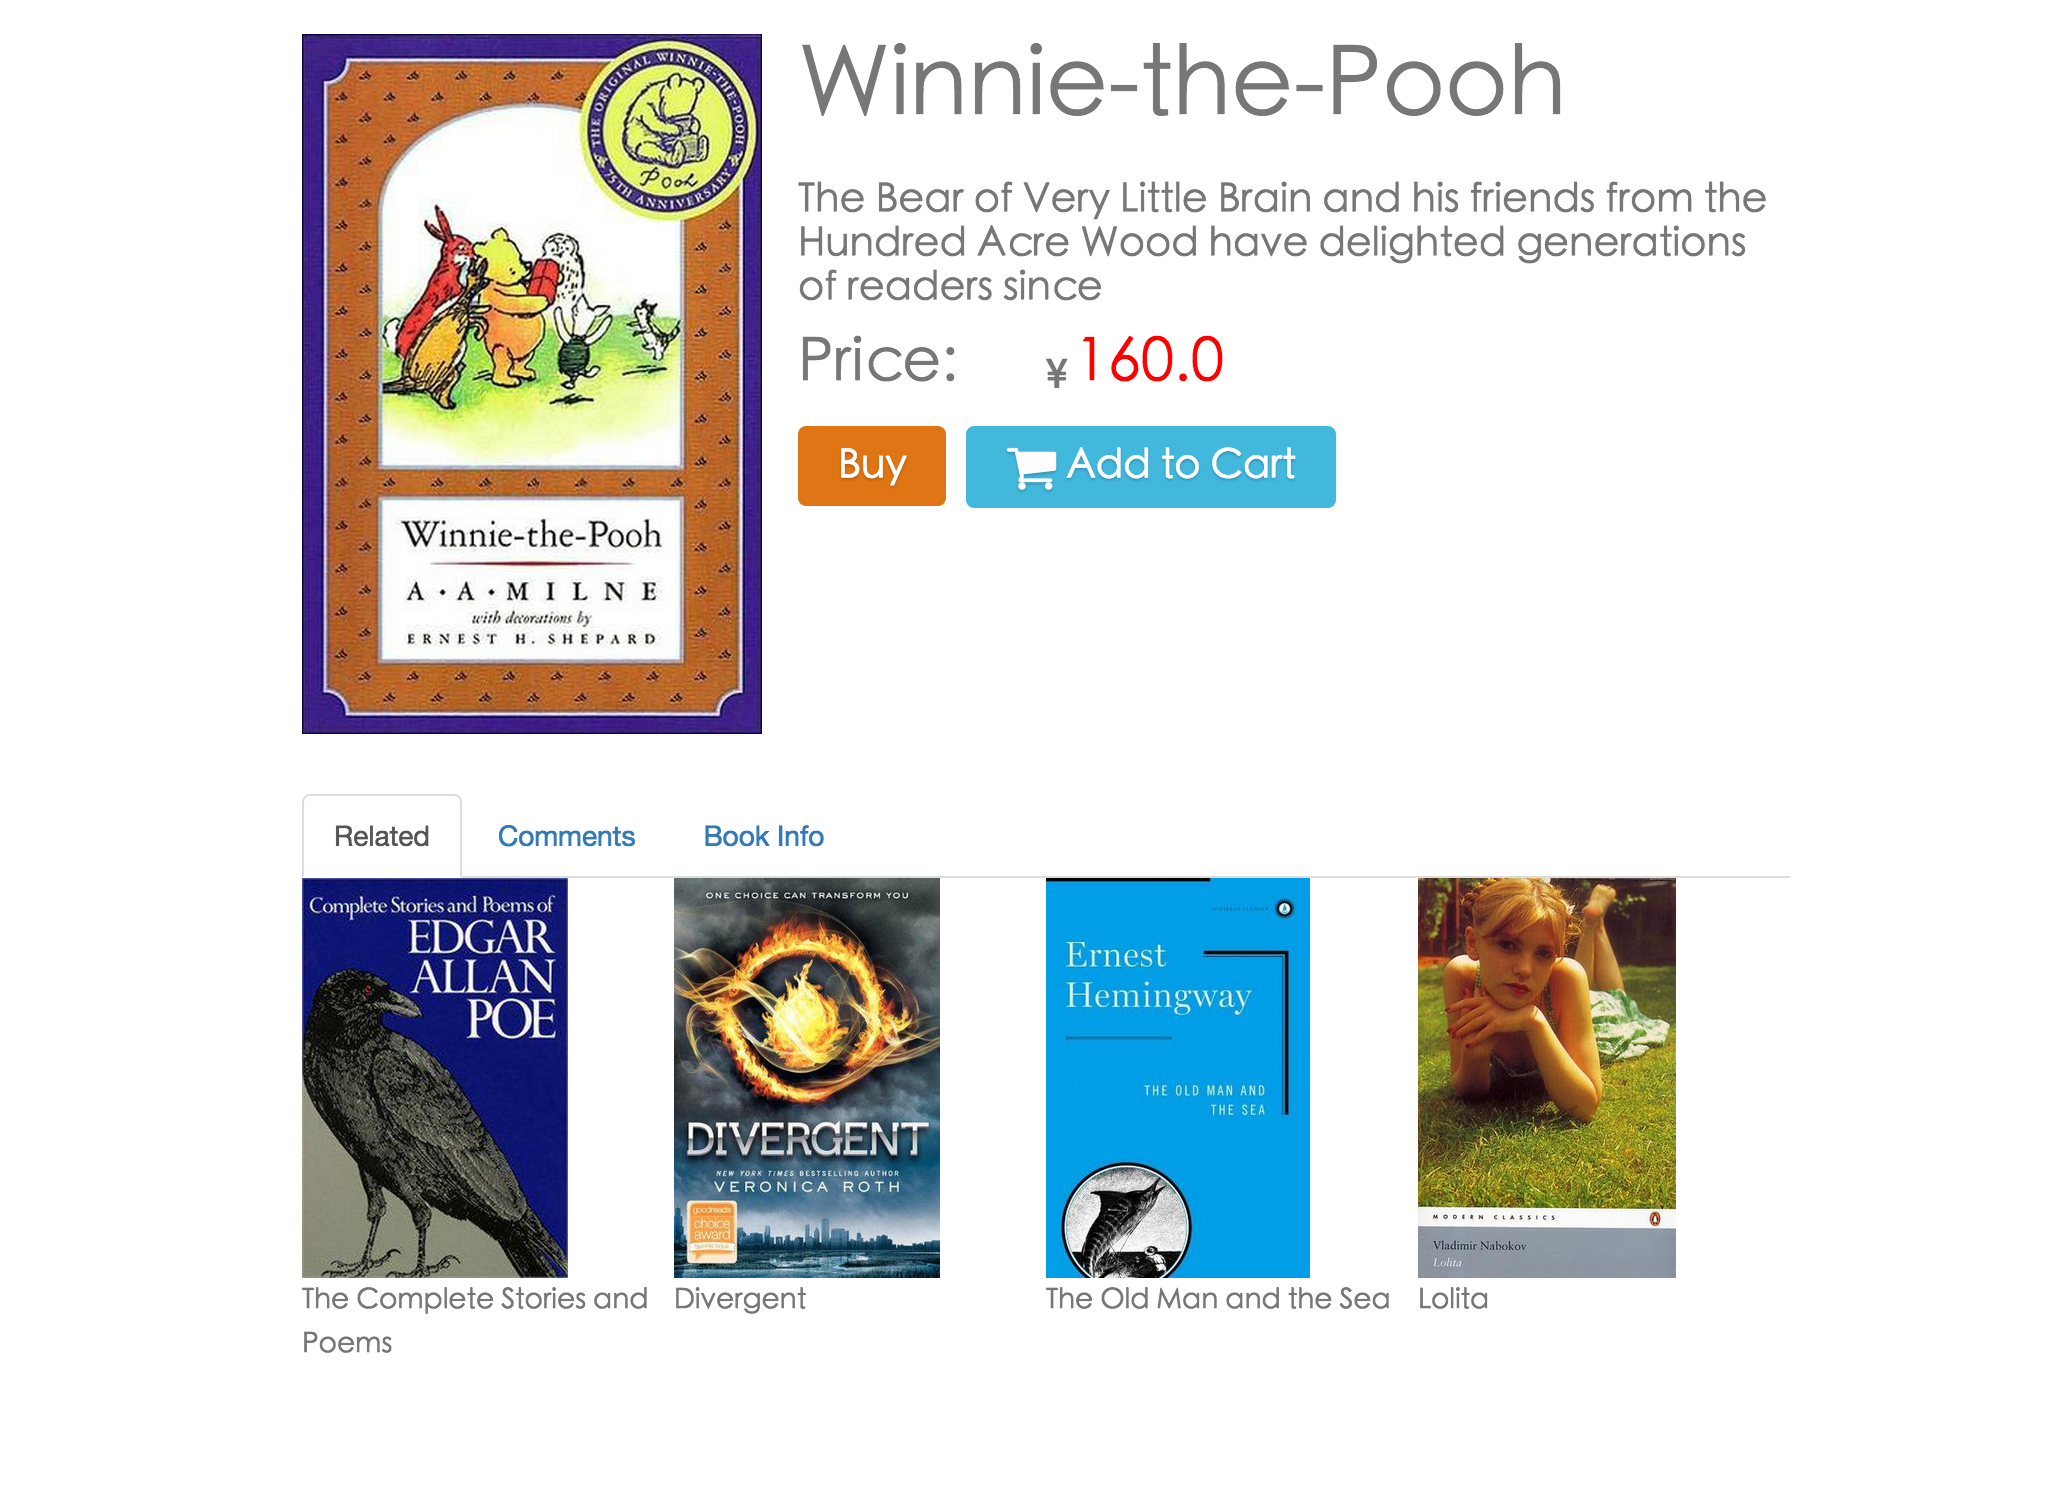 THE ORIGINAL WINNIE-THE-POOH
Pooh
75TH ANNIVERSARY
Winnie-the-Pooh
A·A·MILNE
with decorations by
ERNEST H. SHEPARD
Winnie-the-Pooh
The Bear of Very Little Brain and his friends from the
Hundred Acre Wood have delighted generations
of readers since
Price: ¥ 160.0
Buy Add to Cart
Related Comments Book Info
Complete Stories and Poems of
EDGAR
ALLAN
POE
The Complete Stories and
Poems
ONE CHOICE CAN TRANSFORM YOU
DIVERGENT
NEW YORK TIMES BESTSELLING AUTHOR
VERONICA ROTH
goodreads
choice
award
Divergent
Ernest
Hemingway
THE OLD MAN AND
THE SEA
The Old Man and the Sea
MODERN CLASSICS
Vladimir Nabokov
Lolita
Lolita